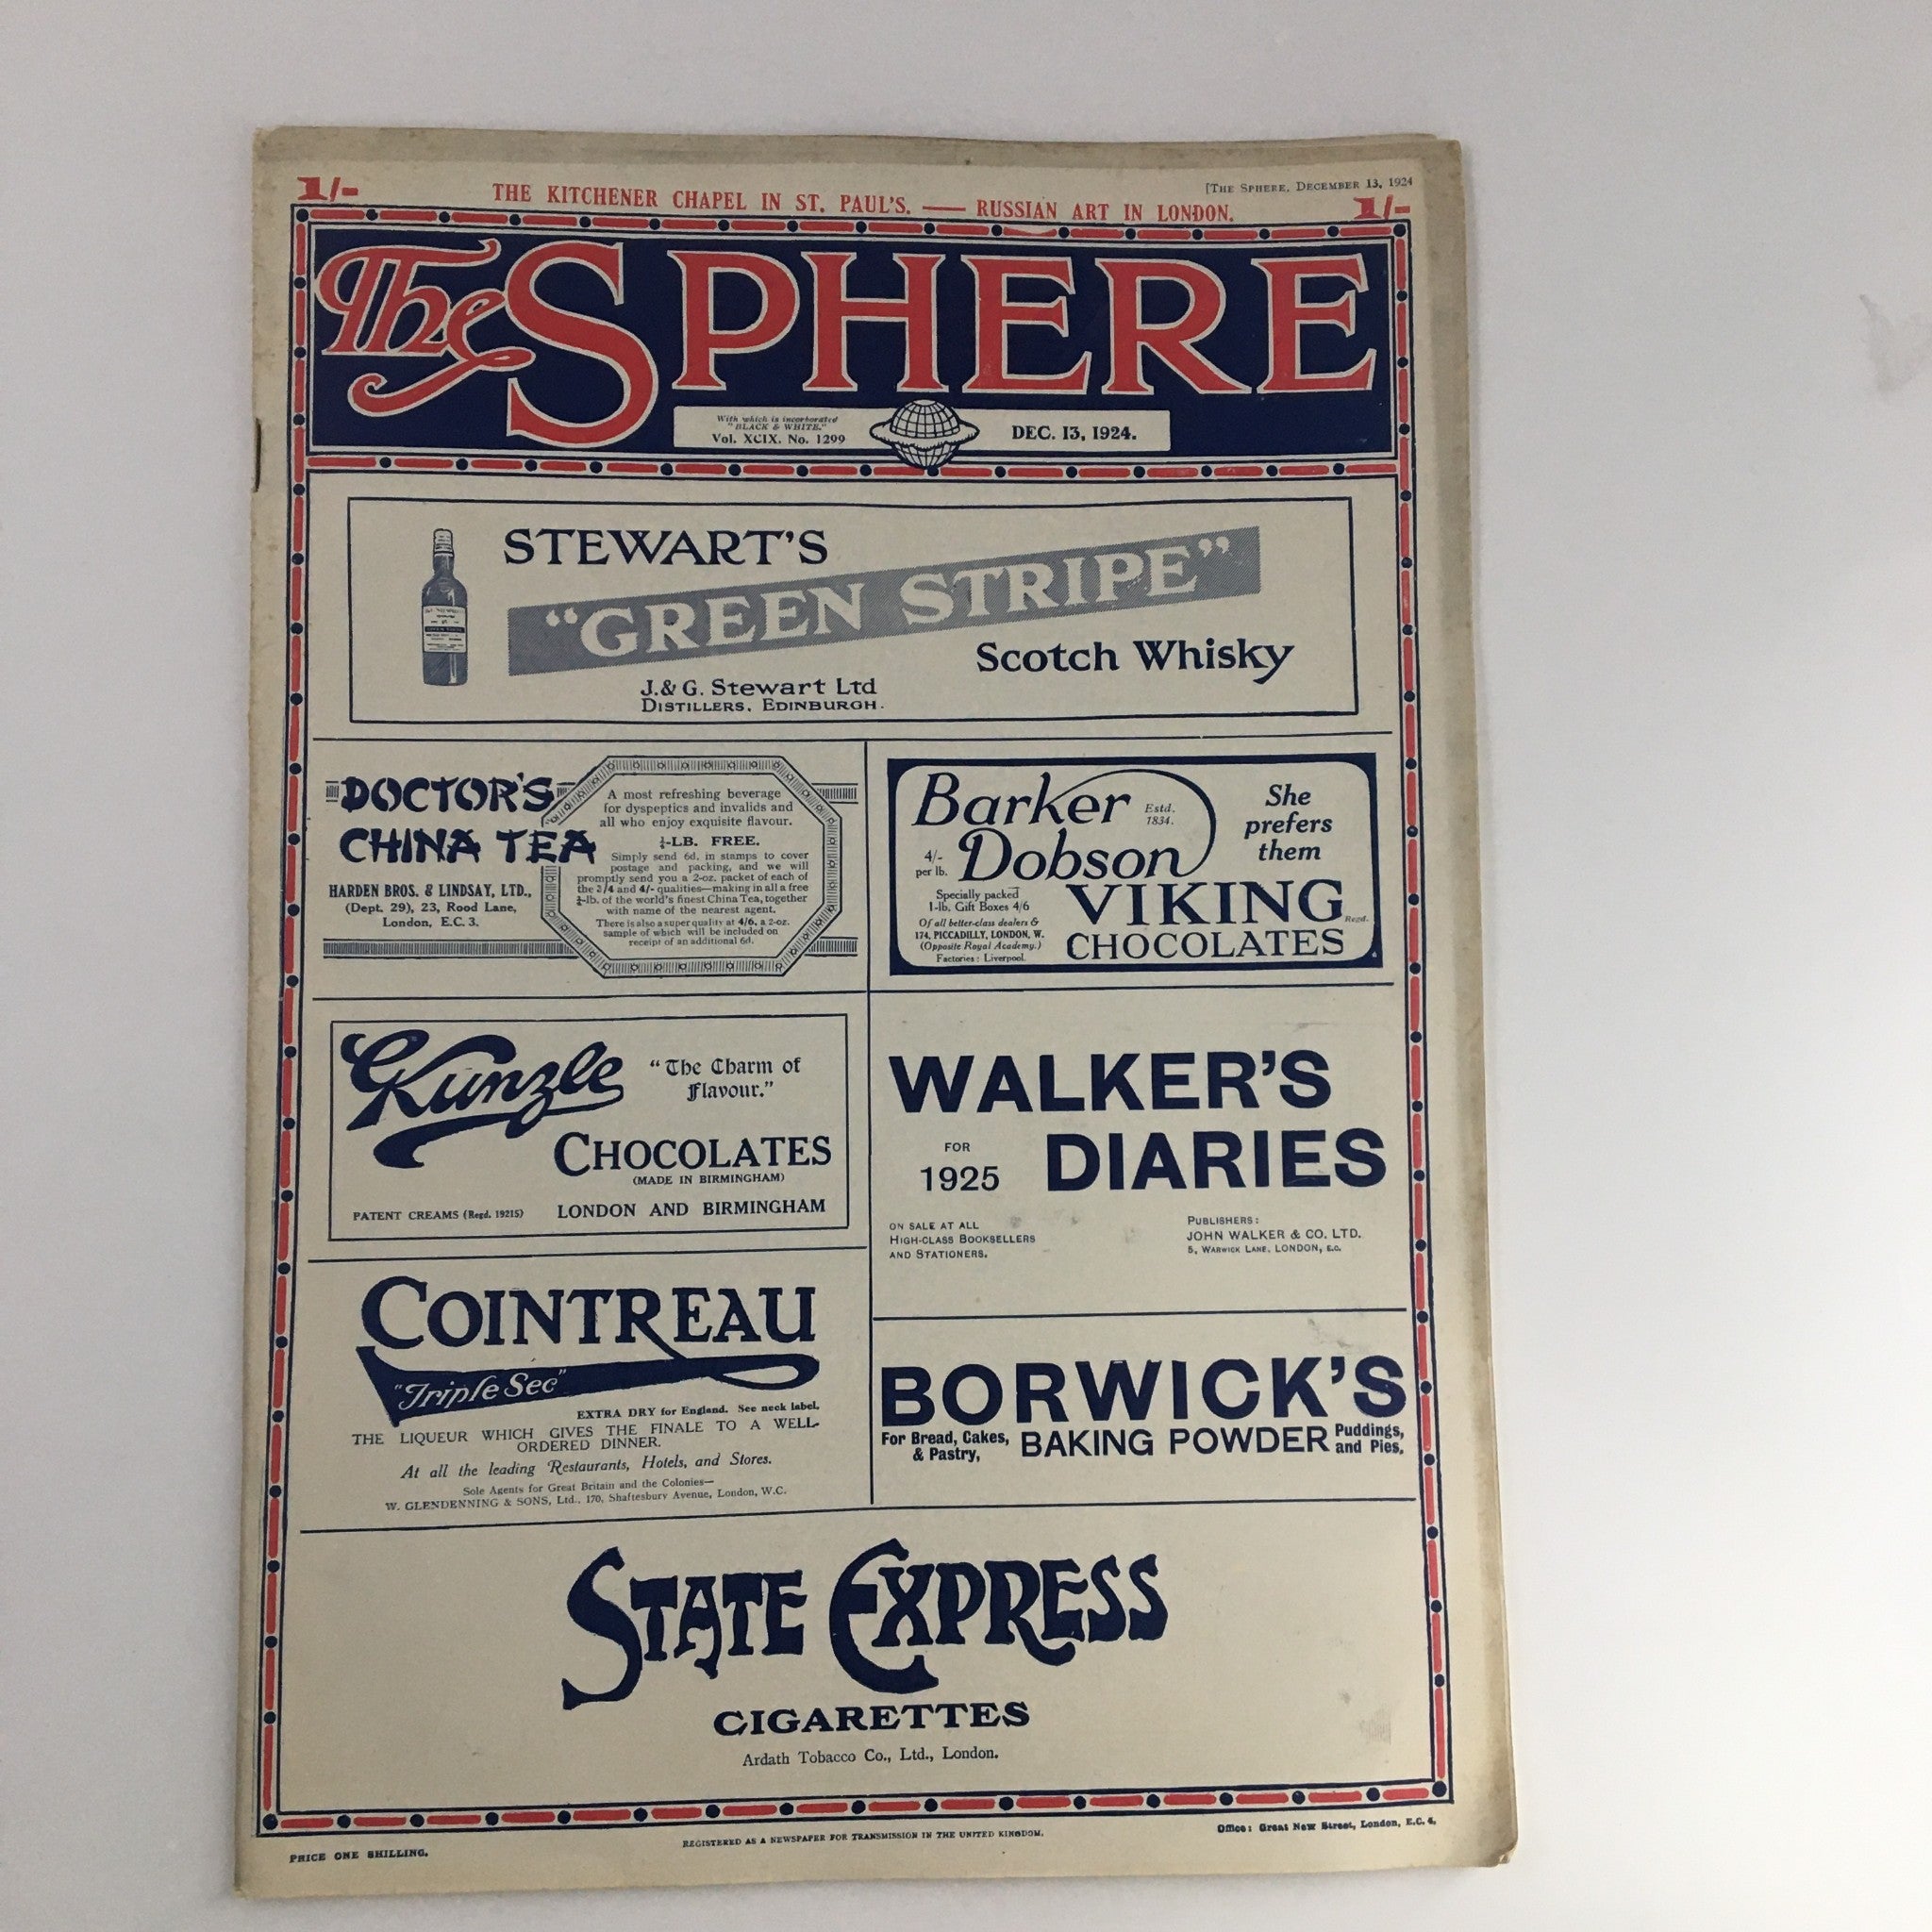 1/-
THE KITCHENER CHAPEL IN ST. PAUL'S. — RUSSIAN ART IN LONDON.
[THE SPHERE, DECEMBER 13, 1924
1/-
The SPHERE
With which is incorporated
"BLACK & WHITE."
Vol. XCIX. No. 1299
DEC. 13, 1924.
STEWART'S
"GREEN STRIPE"
Scotch Whisky
J. & G. Stewart Ltd
DISTILLERS, EDINBURGH.
DOCTOR'S
CHINA TEA
HARDEN BROS. & LINDSAY, LTD.,
(Dept. 29), 23, Rood Lane,
London, E.C. 3.
A most refreshing beverage
for dyspeptics and invalids and
all who enjoy exquisite flavour.
¼-LB. FREE.
Simply send 6d. in stamps to cover
postage and packing, and we will
promptly send you a 2-oz. packet of each of
the 3/4 and 4/- qualities—making in all a free
¼-lb. of the world's finest China Tea, together
with name of the nearest agent.
There is also a super quality at 4/6, a 2-oz.
sample of which will be included on
receipt of an additional 6d.
Barker
Dobson
Estd.
1834.
She
prefers
them
4/-
per lb.
Specially packed
1-lb. Gift Boxes 4/6
VIKING
Regd.
CHOCOLATES
Of all better-class dealers &
174, PICCADILLY, LONDON, W.
(Opposite Royal Academy.)
Factories: Liverpool.
C Kunzle
"The Charm of
Flavour."
CHOCOLATES
(MADE IN BIRMINGHAM)
PATENT CREAMS (Regd. 19215)
LONDON AND BIRMINGHAM
WALKER'S
FOR
1925
DIARIES
ON SALE AT ALL
HIGH-CLASS BOOKSELLERS
AND STATIONERS.
PUBLISHERS:
JOHN WALKER & CO. LTD.
5, WARWICK LANE, LONDON, E.C.
COINTREAU
"Triple Sec"
EXTRA DRY for England. See neck label.
THE LIQUEUR WHICH GIVES THE FINALE TO A WELL-
ORDERED DINNER.
At all the leading Restaurants, Hotels, and Stores.
Sole Agents for Great Britain and the Colonies—
W. GLENDENNING & SONS, Ltd., 170, Shaftesbury Avenue, London, W.C.
BORWICK'S
For Bread, Cakes,
& Pastry,
BAKING POWDER
Puddings,
and Pies.
STATE EXPRESS
CIGARETTES
Ardath Tobacco Co., Ltd., London.
PRICE ONE SHILLING.
REGISTERED AS A NEWSPAPER FOR TRANSMISSION IN THE UNITED KINGDOM.
Office: Great New Street, London, E.C. 4.